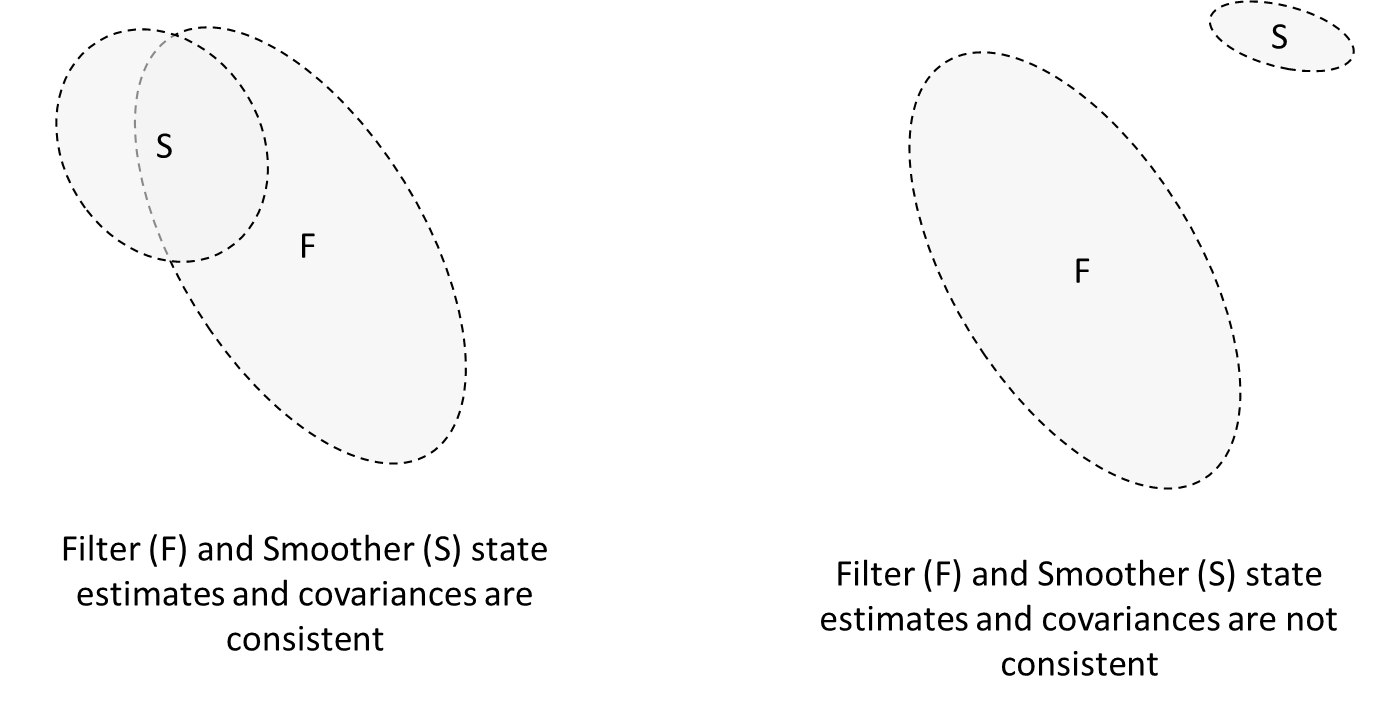 S
F
Filter (F) and Smoother (S) state
estimates and covariances are
consistent
S
F
Filter (F) and Smoother (S) state
estimates and covariances are not
consistent